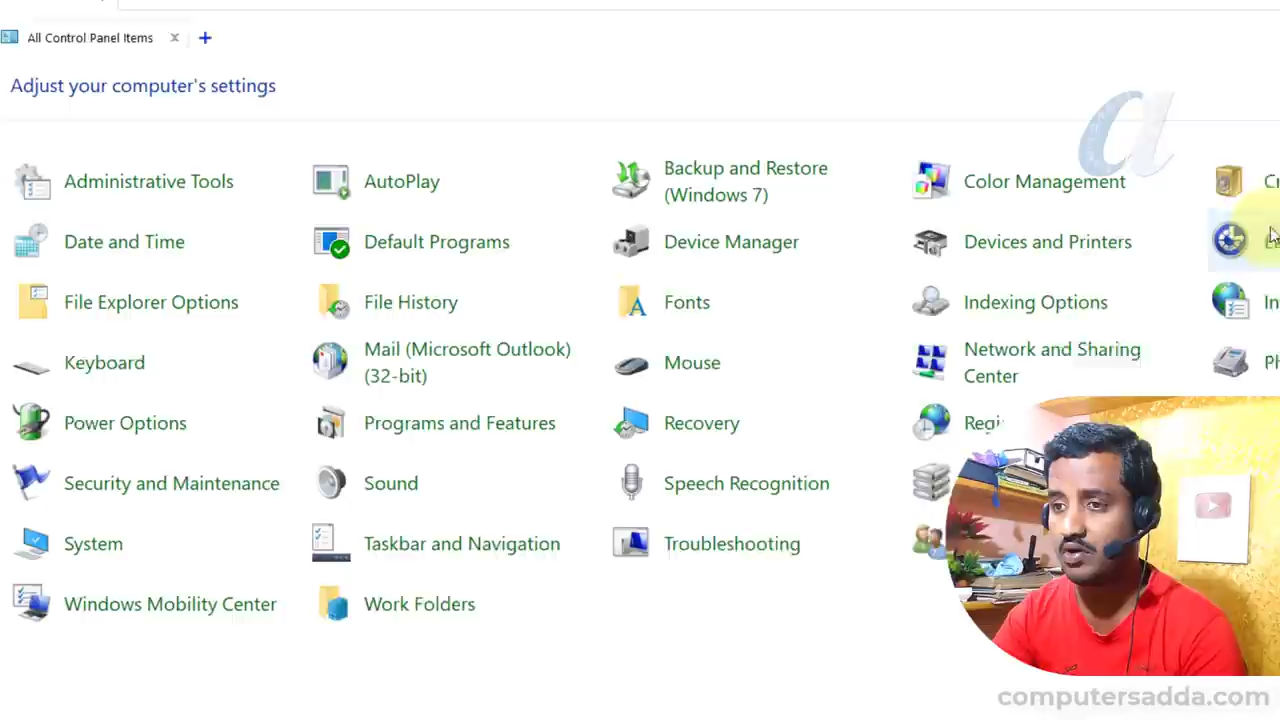 All Control Panel Items
Adjust your computer's settings
Administrative Tools
AutoPlay
Backup and Restore
(Windows 7)
Color Management
Date and Time
Default Programs
Device Manager
Devices and Printers
File Explorer Options
File History
Fonts
Indexing Options
Keyboard
Mail (Microsoft Outlook)
(32-bit)
Mouse
Network and Sharing
Center
Power Options
Programs and Features
Recovery
Security and Maintenance
Sound
Speech Recognition
System
Taskbar and Navigation
Troubleshooting
Windows Mobility Center
Work Folders
computersadda.com